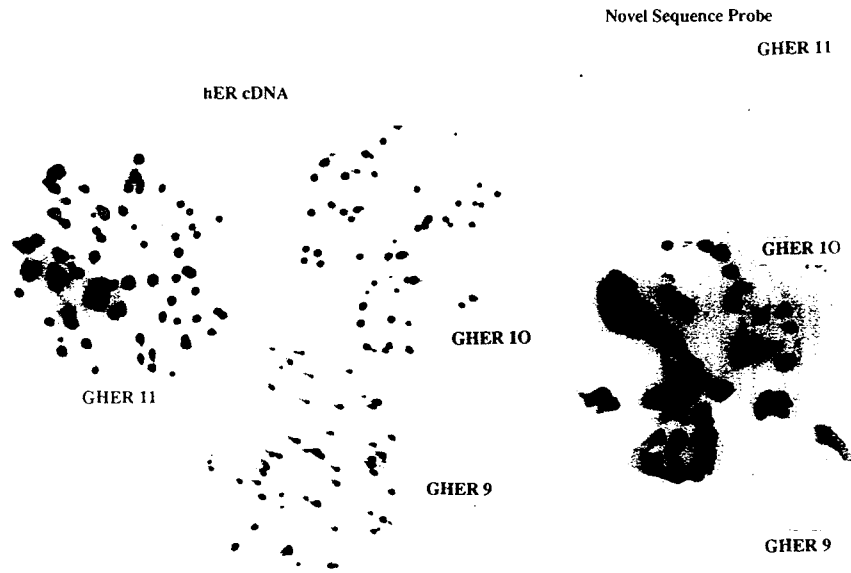 Novel Sequence Probe
GHER 11
hER cDNA
GHER 10
GHER 10
GHER 11
GHER 9
GHER 9